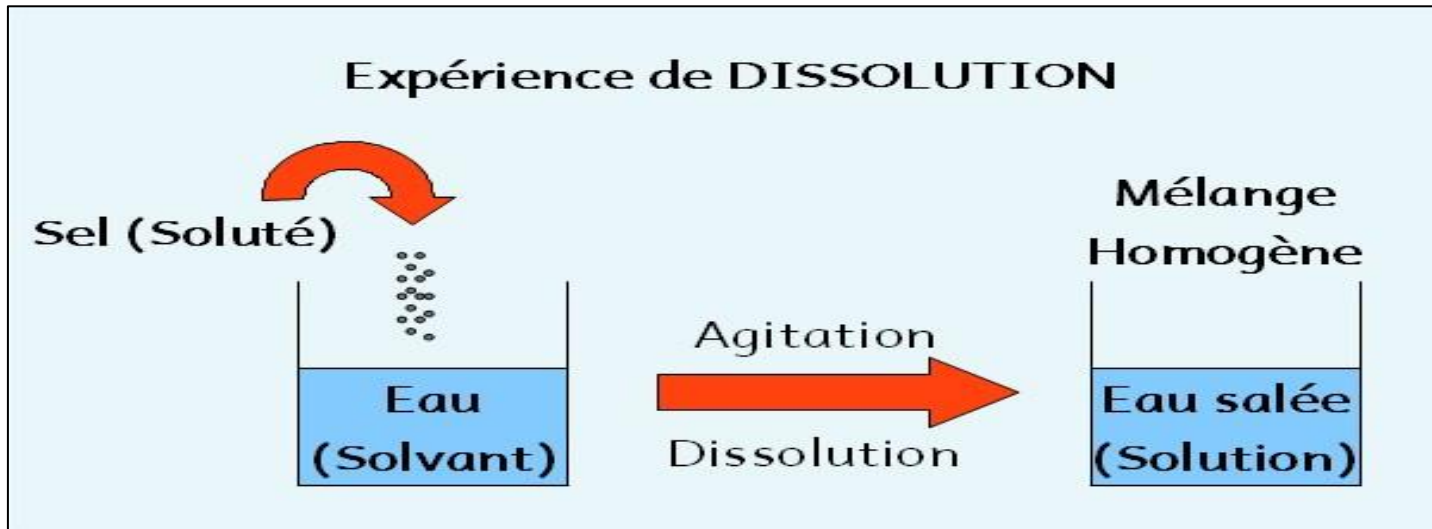 Expérience de DISSOLUTION
Sel (Soluté)
Eau
(Solvant)
Agitation
Dissolution
Mélange
Homogène
Eau salée
(Solution)